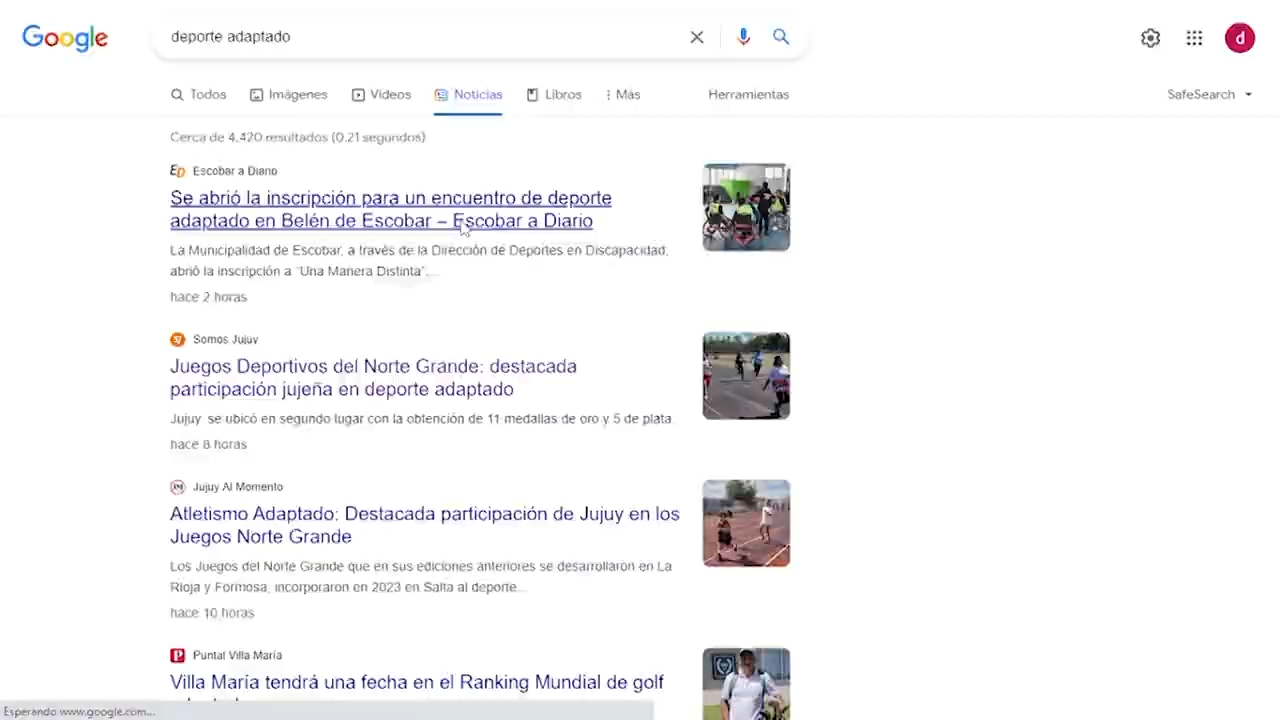 Google
deporte adaptado
d
Todos
Imágenes
Videos
Noticias
Libros
Más
Herramientas
SafeSearch
Cerca de 4,420 resultados (0.21 segundos)
Escobar a Diario
Se abrió la inscripción para un encuentro de deporte
adaptado en Belén de Escobar – Escobar a Diario
La Municipalidad de Escobar, a través de la Dirección de Deportes en Discapacidad,
abrió la inscripción a “Una Manera Distinta”...
hace 2 horas
Somos Jujuy
Juegos Deportivos del Norte Grande: destacada
participación jujeña en deporte adaptado
Jujuy se ubicó en segundo lugar con la obtención de 11 medallas de oro y 5 de plata.
hace 8 horas
Jujuy Al Momento
Atletismo Adaptado: Destacada participación de Jujuy en los
Juegos Norte Grande
Los Juegos del Norte Grande que en sus ediciones anteriores se desarrollaron en La
Rioja y Formosa, incorporaron en 2023 en Salta al deporte...
hace 10 horas
Puntal Villa María
Villa María tendrá una fecha en el Ranking Mundial de golf
Esperando www.google.com...